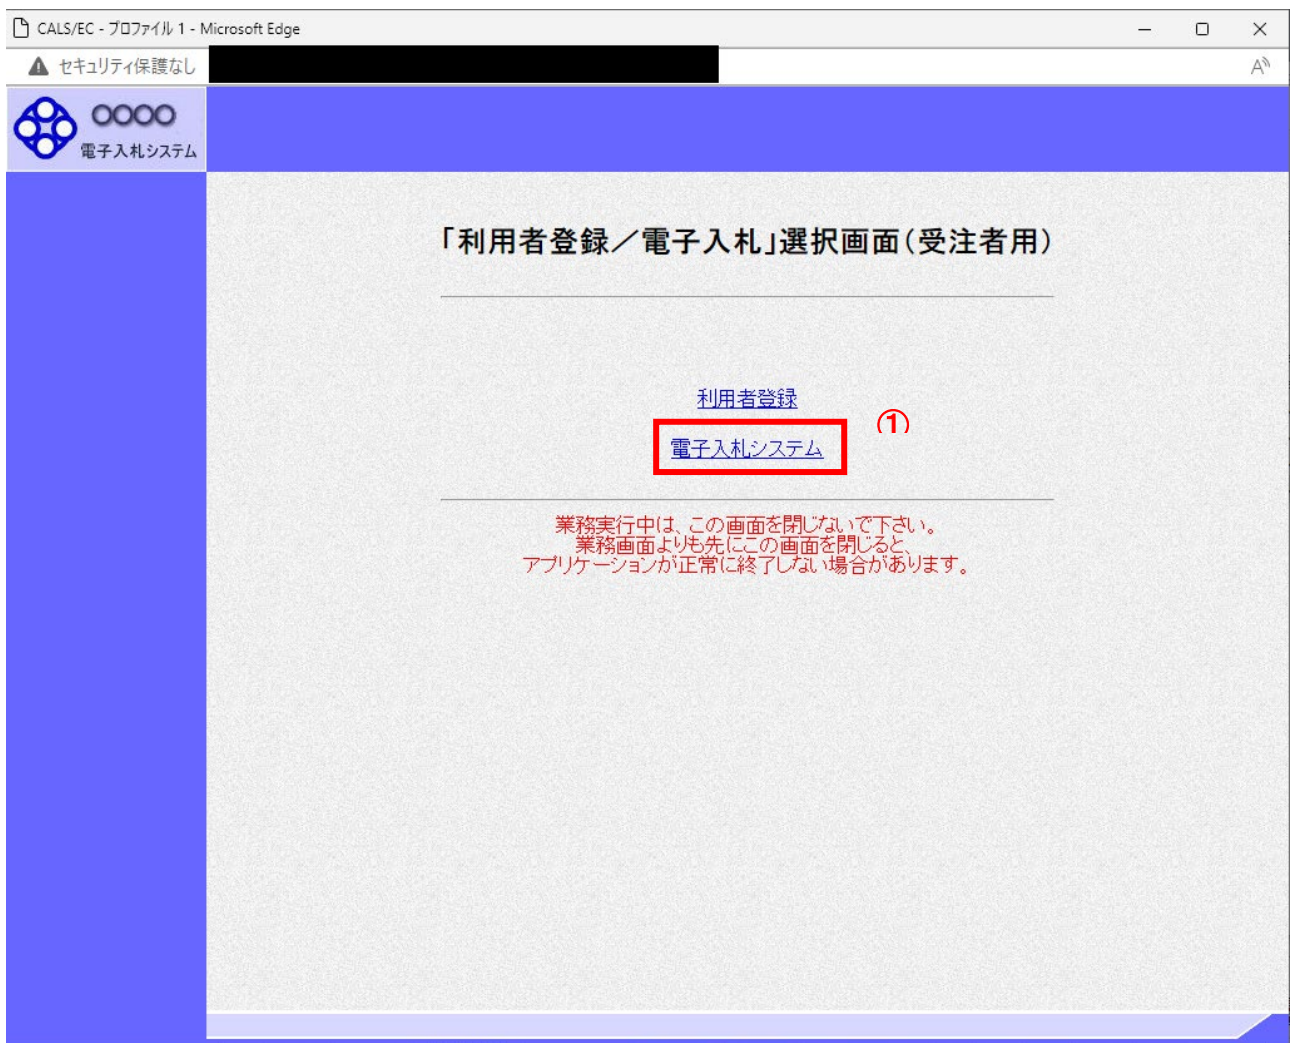 CALS/EC - プロファイル 1 - Microsoft Edge
セキュリティ保護なし
○○○○
電子入札システム
「利用者登録／電子入札」選択画面（受注者用）
利用者登録
①
電子入札システム
業務実行中は、この画面を閉じないで下さい。
業務画面よりも先にこの画面を閉じると、
アプリケーションが正常に終了しない場合があります。